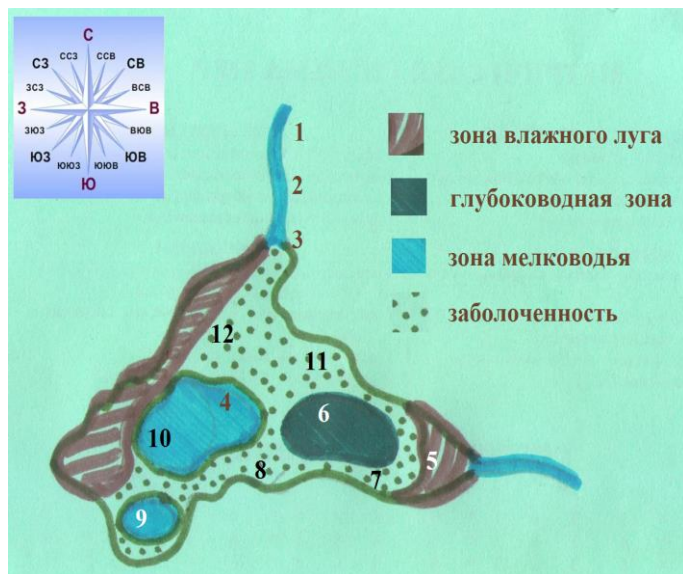 С
ССЗ ССВ
СЗ СВ
ЗСЗ ВСВ
З В
ЗЮЗ ВЮВ
ЮЗ ЮВ
ЮЮЗ ЮЮВ
Ю
1
2
3
зона влажного луга
глубоководная зона
зона мелководья
заболоченность
12
11
4
6
10
5
8
7
9